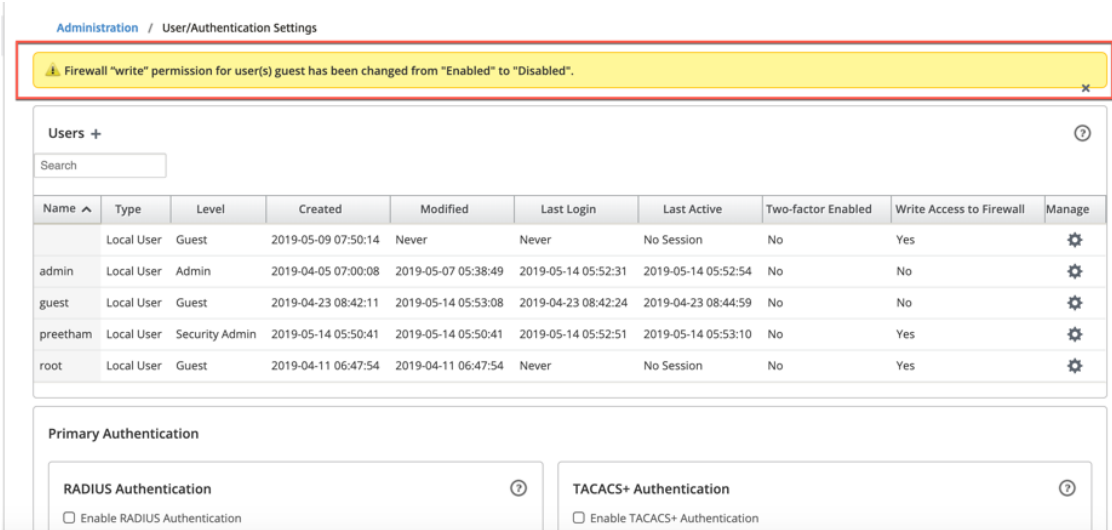 Administration / User/Authentication Settings
Firewall "write" permission for user(s) guest has been changed from "Enabled" to "Disabled".
×
Users +
?
Search
Name Type Level Created Modified Last Login Last Active Two-factor Enabled Write Access to Firewall Manage
Local User Guest 2019-05-09 07:50:14 Never Never No Session No Yes
admin Local User Admin 2019-04-05 07:00:08 2019-05-07 05:38:49 2019-05-14 05:52:31 2019-05-14 05:52:54 No No
guest Local User Guest 2019-04-23 08:42:11 2019-05-14 05:53:08 2019-04-23 08:42:24 2019-04-23 08:44:59 No No
preetham Local User Security Admin 2019-05-14 05:50:41 2019-05-14 05:50:41 2019-05-14 05:52:51 2019-05-14 05:53:10 No Yes
root Local User Guest 2019-04-11 06:47:54 2019-04-11 06:47:54 Never No Session No Yes
Primary Authentication
RADIUS Authentication ? TACACS+ Authentication ?
Enable RADIUS Authentication Enable TACACS+ Authentication